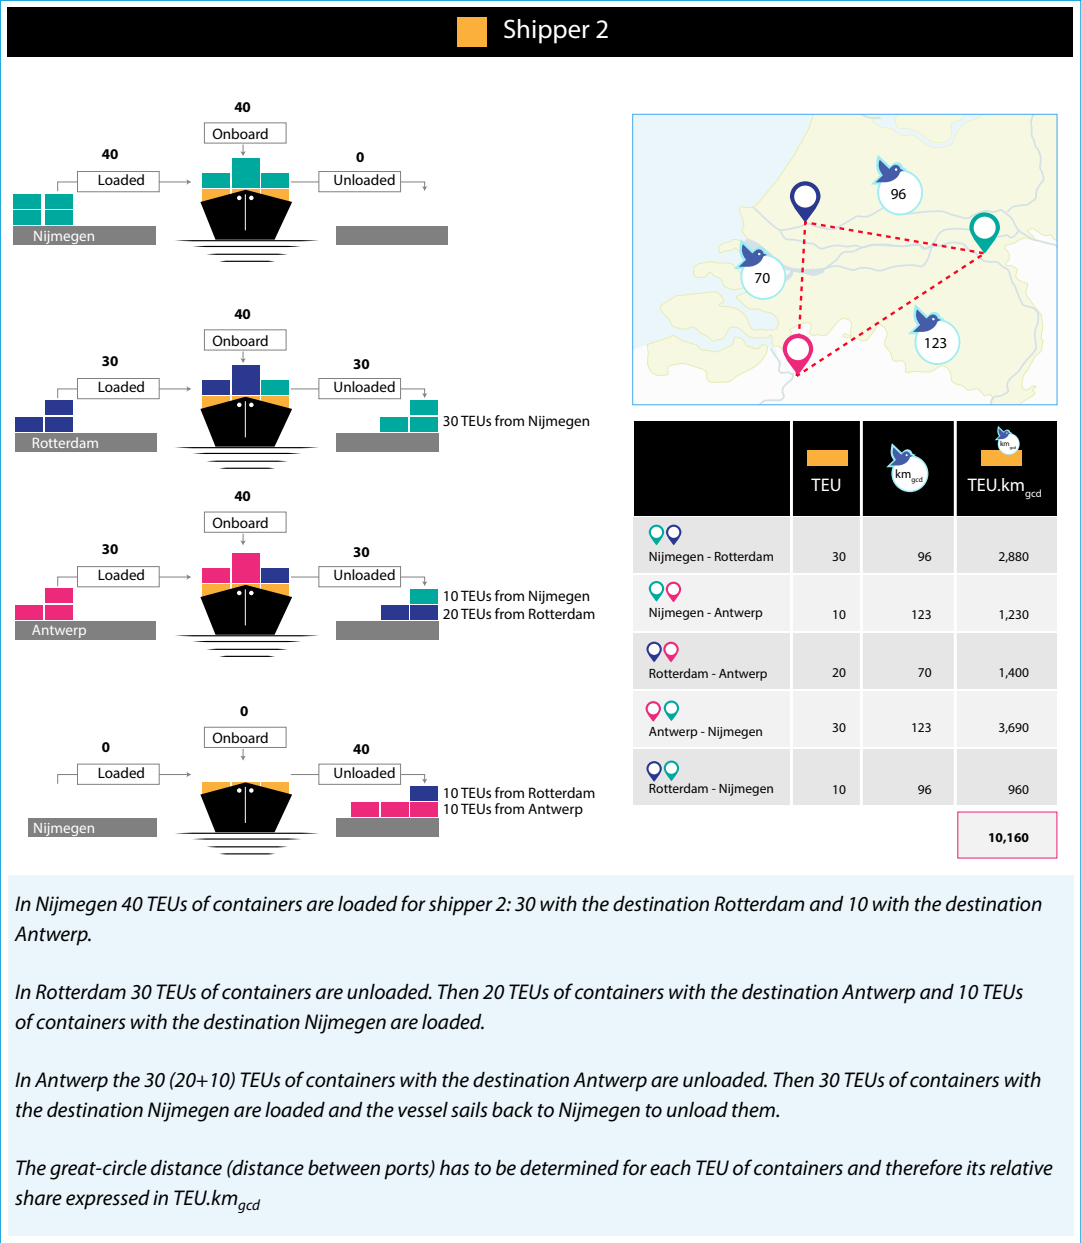 Shipper 2
40
Onboard
40
Loaded
0
Unloaded
Nijmegen
40
Onboard
30
Loaded
30
Unloaded
30 TEUs from Nijmegen
Rotterdam
40
Onboard
30
Loaded
30
Unloaded
10 TEUs from Nijmegen
20 TEUs from Rotterdam
Antwerp
0
Onboard
0
Loaded
40
Unloaded
10 TEUs from Rotterdam
10 TEUs from Antwerp
Nijmegen
96
70
123
TEU
km gcd
km gcd
TEU.km gcd
Nijmegen - Rotterdam 30 96 2,880
Nijmegen - Antwerp 10 123 1,230
Rotterdam - Antwerp 20 70 1,400
Antwerp - Nijmegen 30 123 3,690
Rotterdam - Nijmegen 10 96 960
10,160
In Nijmegen 40 TEUs of containers are loaded for shipper 2: 30 with the destination Rotterdam and 10 with the destination
Antwerp.
In Rotterdam 30 TEUs of containers are unloaded. Then 20 TEUs of containers with the destination Antwerp and 10 TEUs
of containers with the destination Nijmegen are loaded.
In Antwerp the 30 (20+10) TEUs of containers with the destination Antwerp are unloaded. Then 30 TEUs of containers with
the destination Nijmegen are loaded and the vessel sails back to Nijmegen to unload them.
The great-circle distance (distance between ports) has to be determined for each TEU of containers and therefore its relative
share expressed in TEU.km gcd